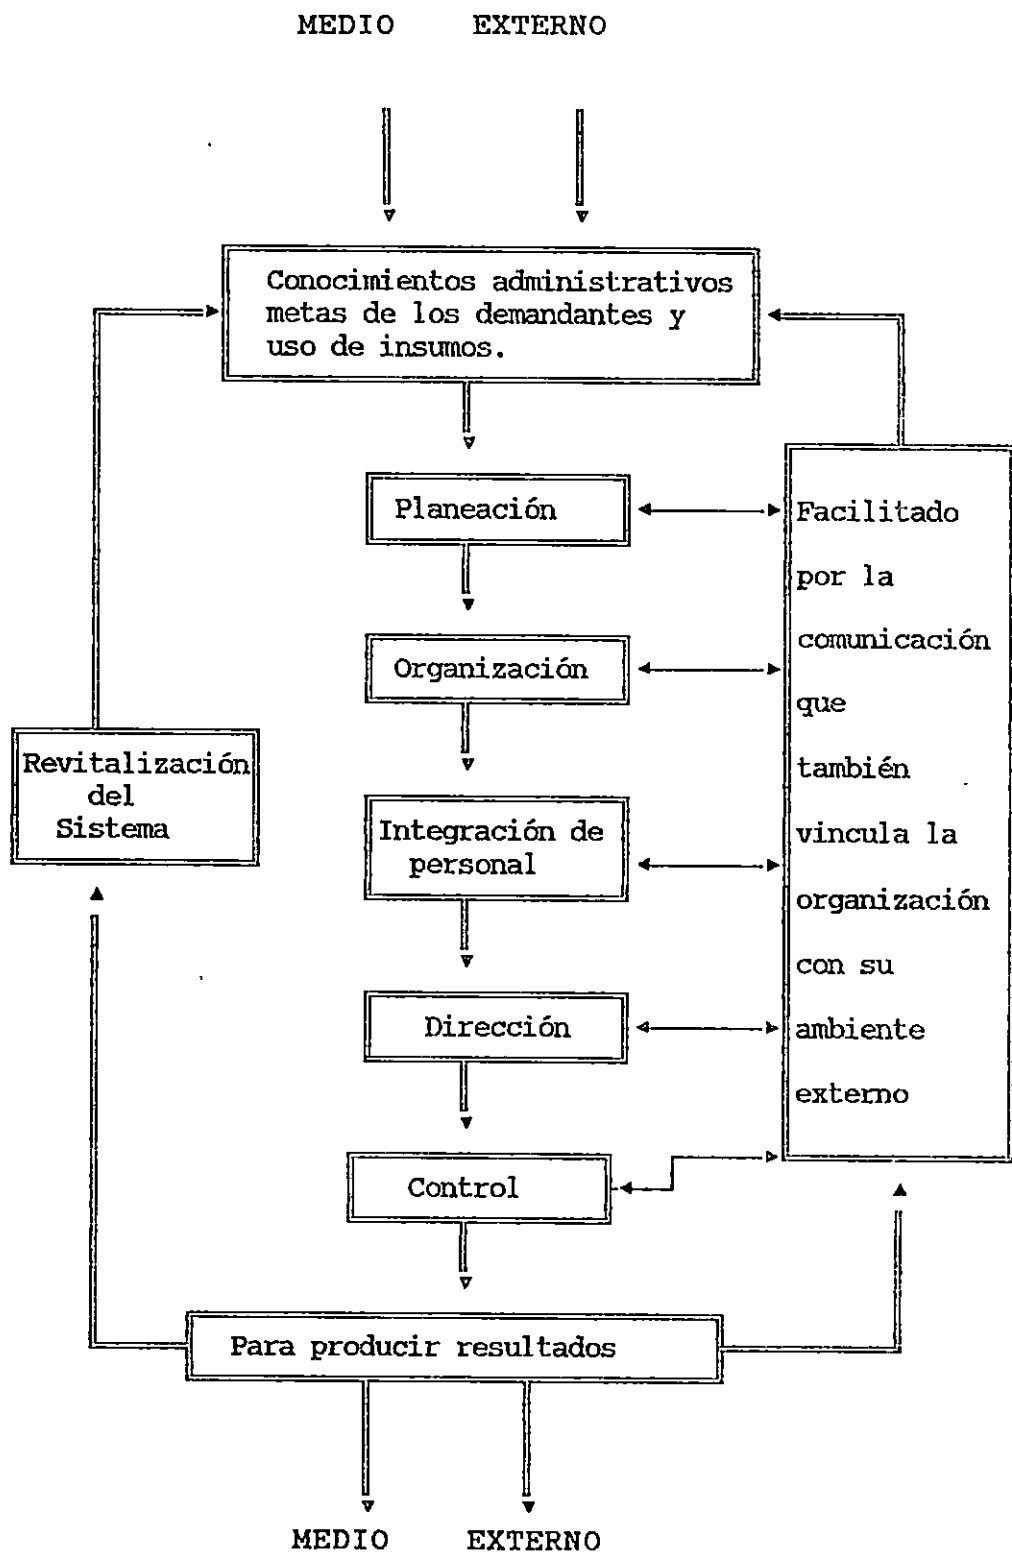 MEDIO EXTERNO
Conocimientos administrativos
metas de los demandantes y
uso de insumos.
Planeación
Organización
Integración de
personal
Dirección
Control
Para producir resultados
Revitalización
del
Sistema
Facilitado
por la
comunicación
que
también
vincula la
organización
con su
ambiente
externo
MEDIO EXTERNO